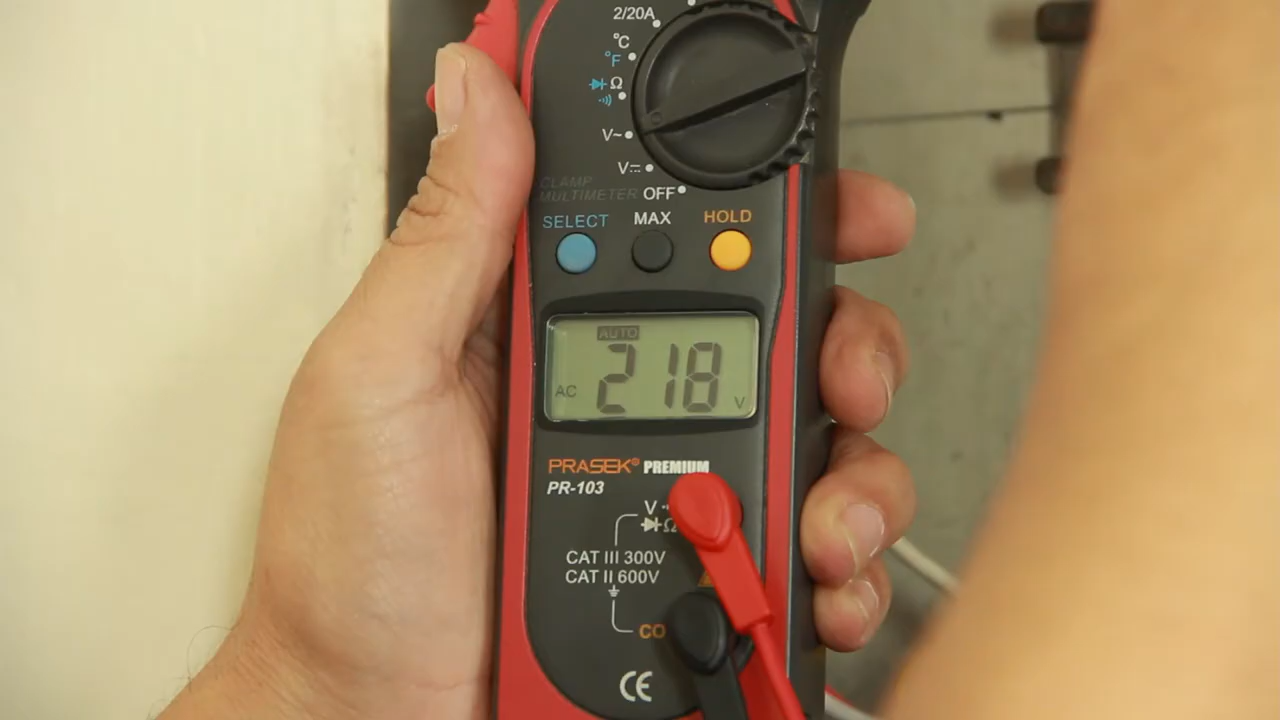 2/20A
°C
°F
Ω
V~
V⎓
OFF
CLAMP
MULTIMETER
SELECT MAX HOLD
AUTO
AC 218 V
PRASEK® PREMIUM
PR-103
V
Ω
CAT III 300V
CAT II 600V
CO
CE